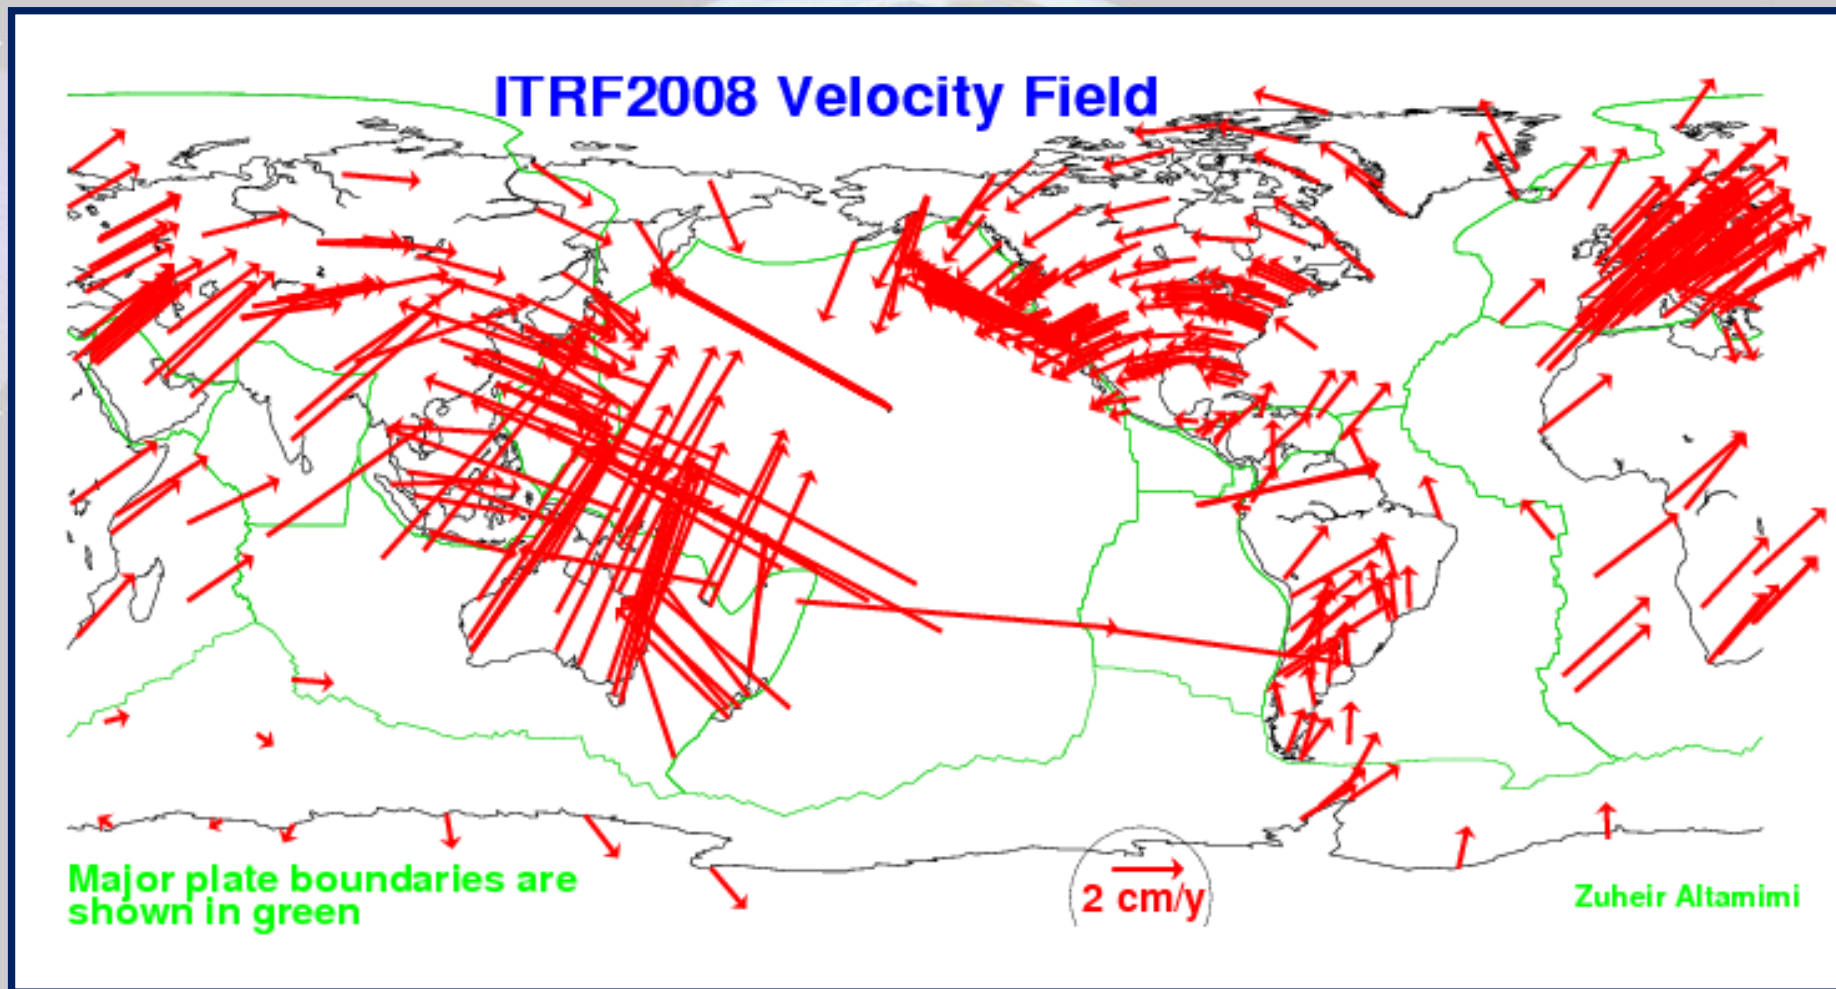 ITRF2008 Velocity Field
Major plate boundaries are
shown in green
2 cm/y
Zuheir Altamimi